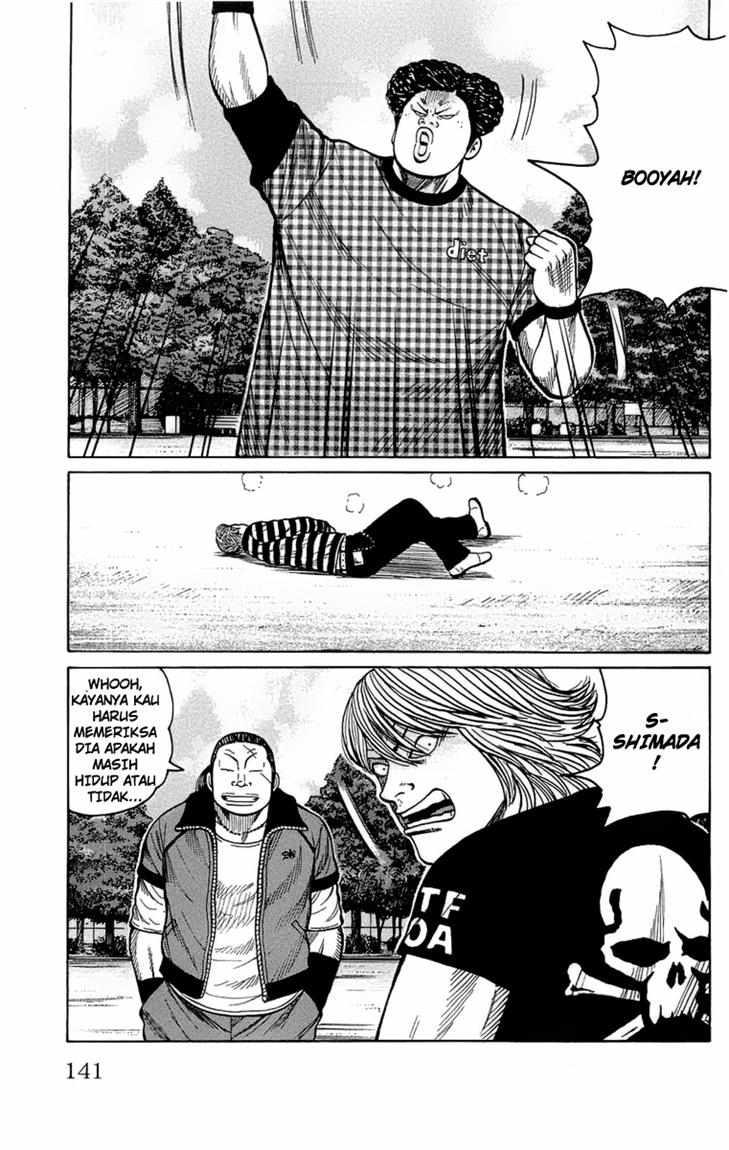 BOOYAH!
diet
WHOOH,
KAYANYA KAU
HARUS
MEMERIKSA
DIA APAKAH
MASIH
HIDUP ATAU
TIDAK...
S-
SHIMADA
!
TF
OA
141